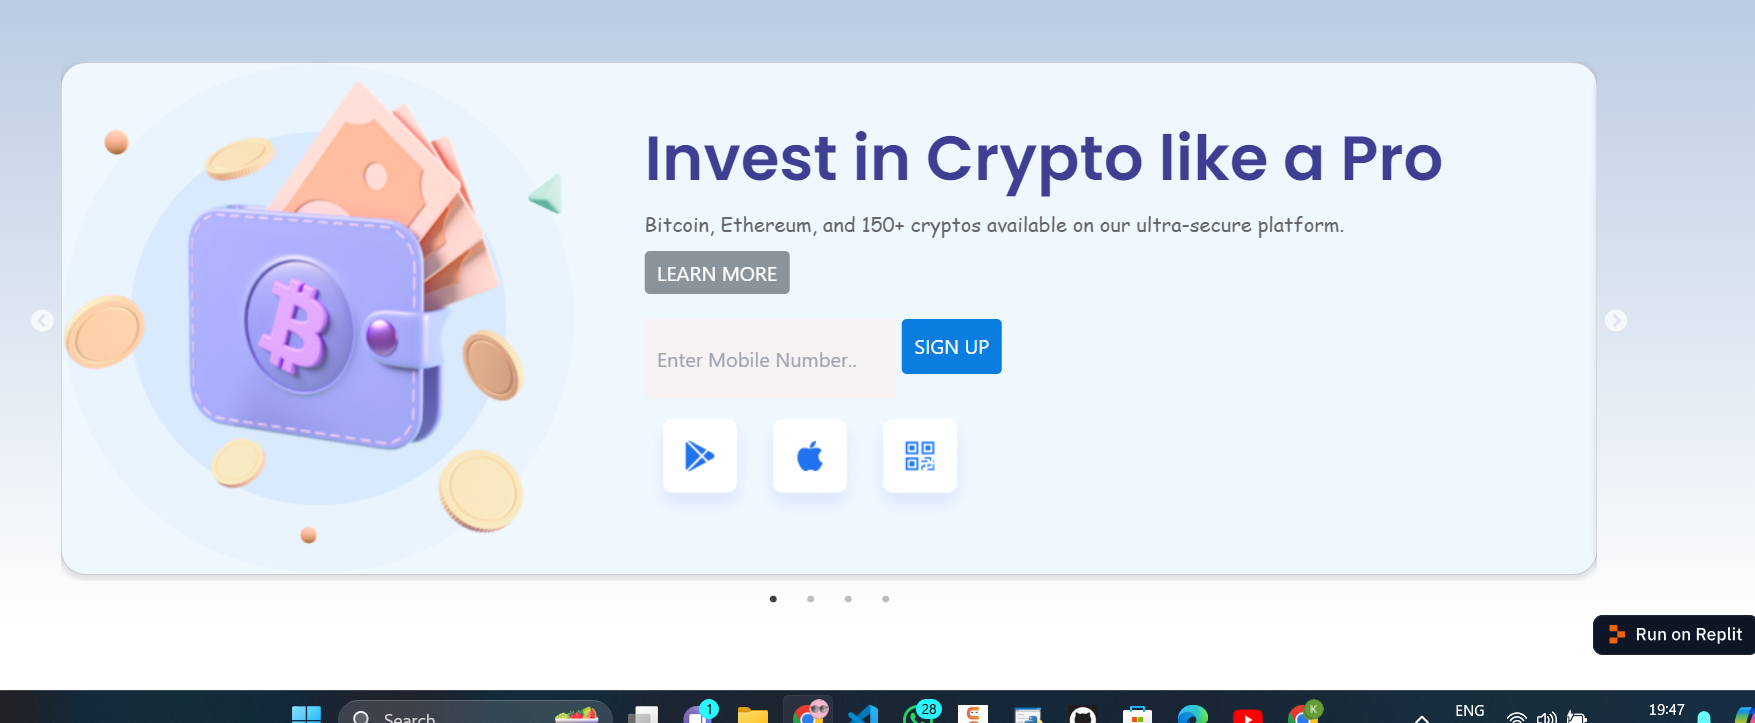 Invest in Crypto like a Pro
Bitcoin, Ethereum, and 150+ cryptos available on our ultra-secure platform.
LEARN MORE
Enter Mobile Number..
SIGN UP
Run on Replit
Search
1
28
K
ENG
19:47